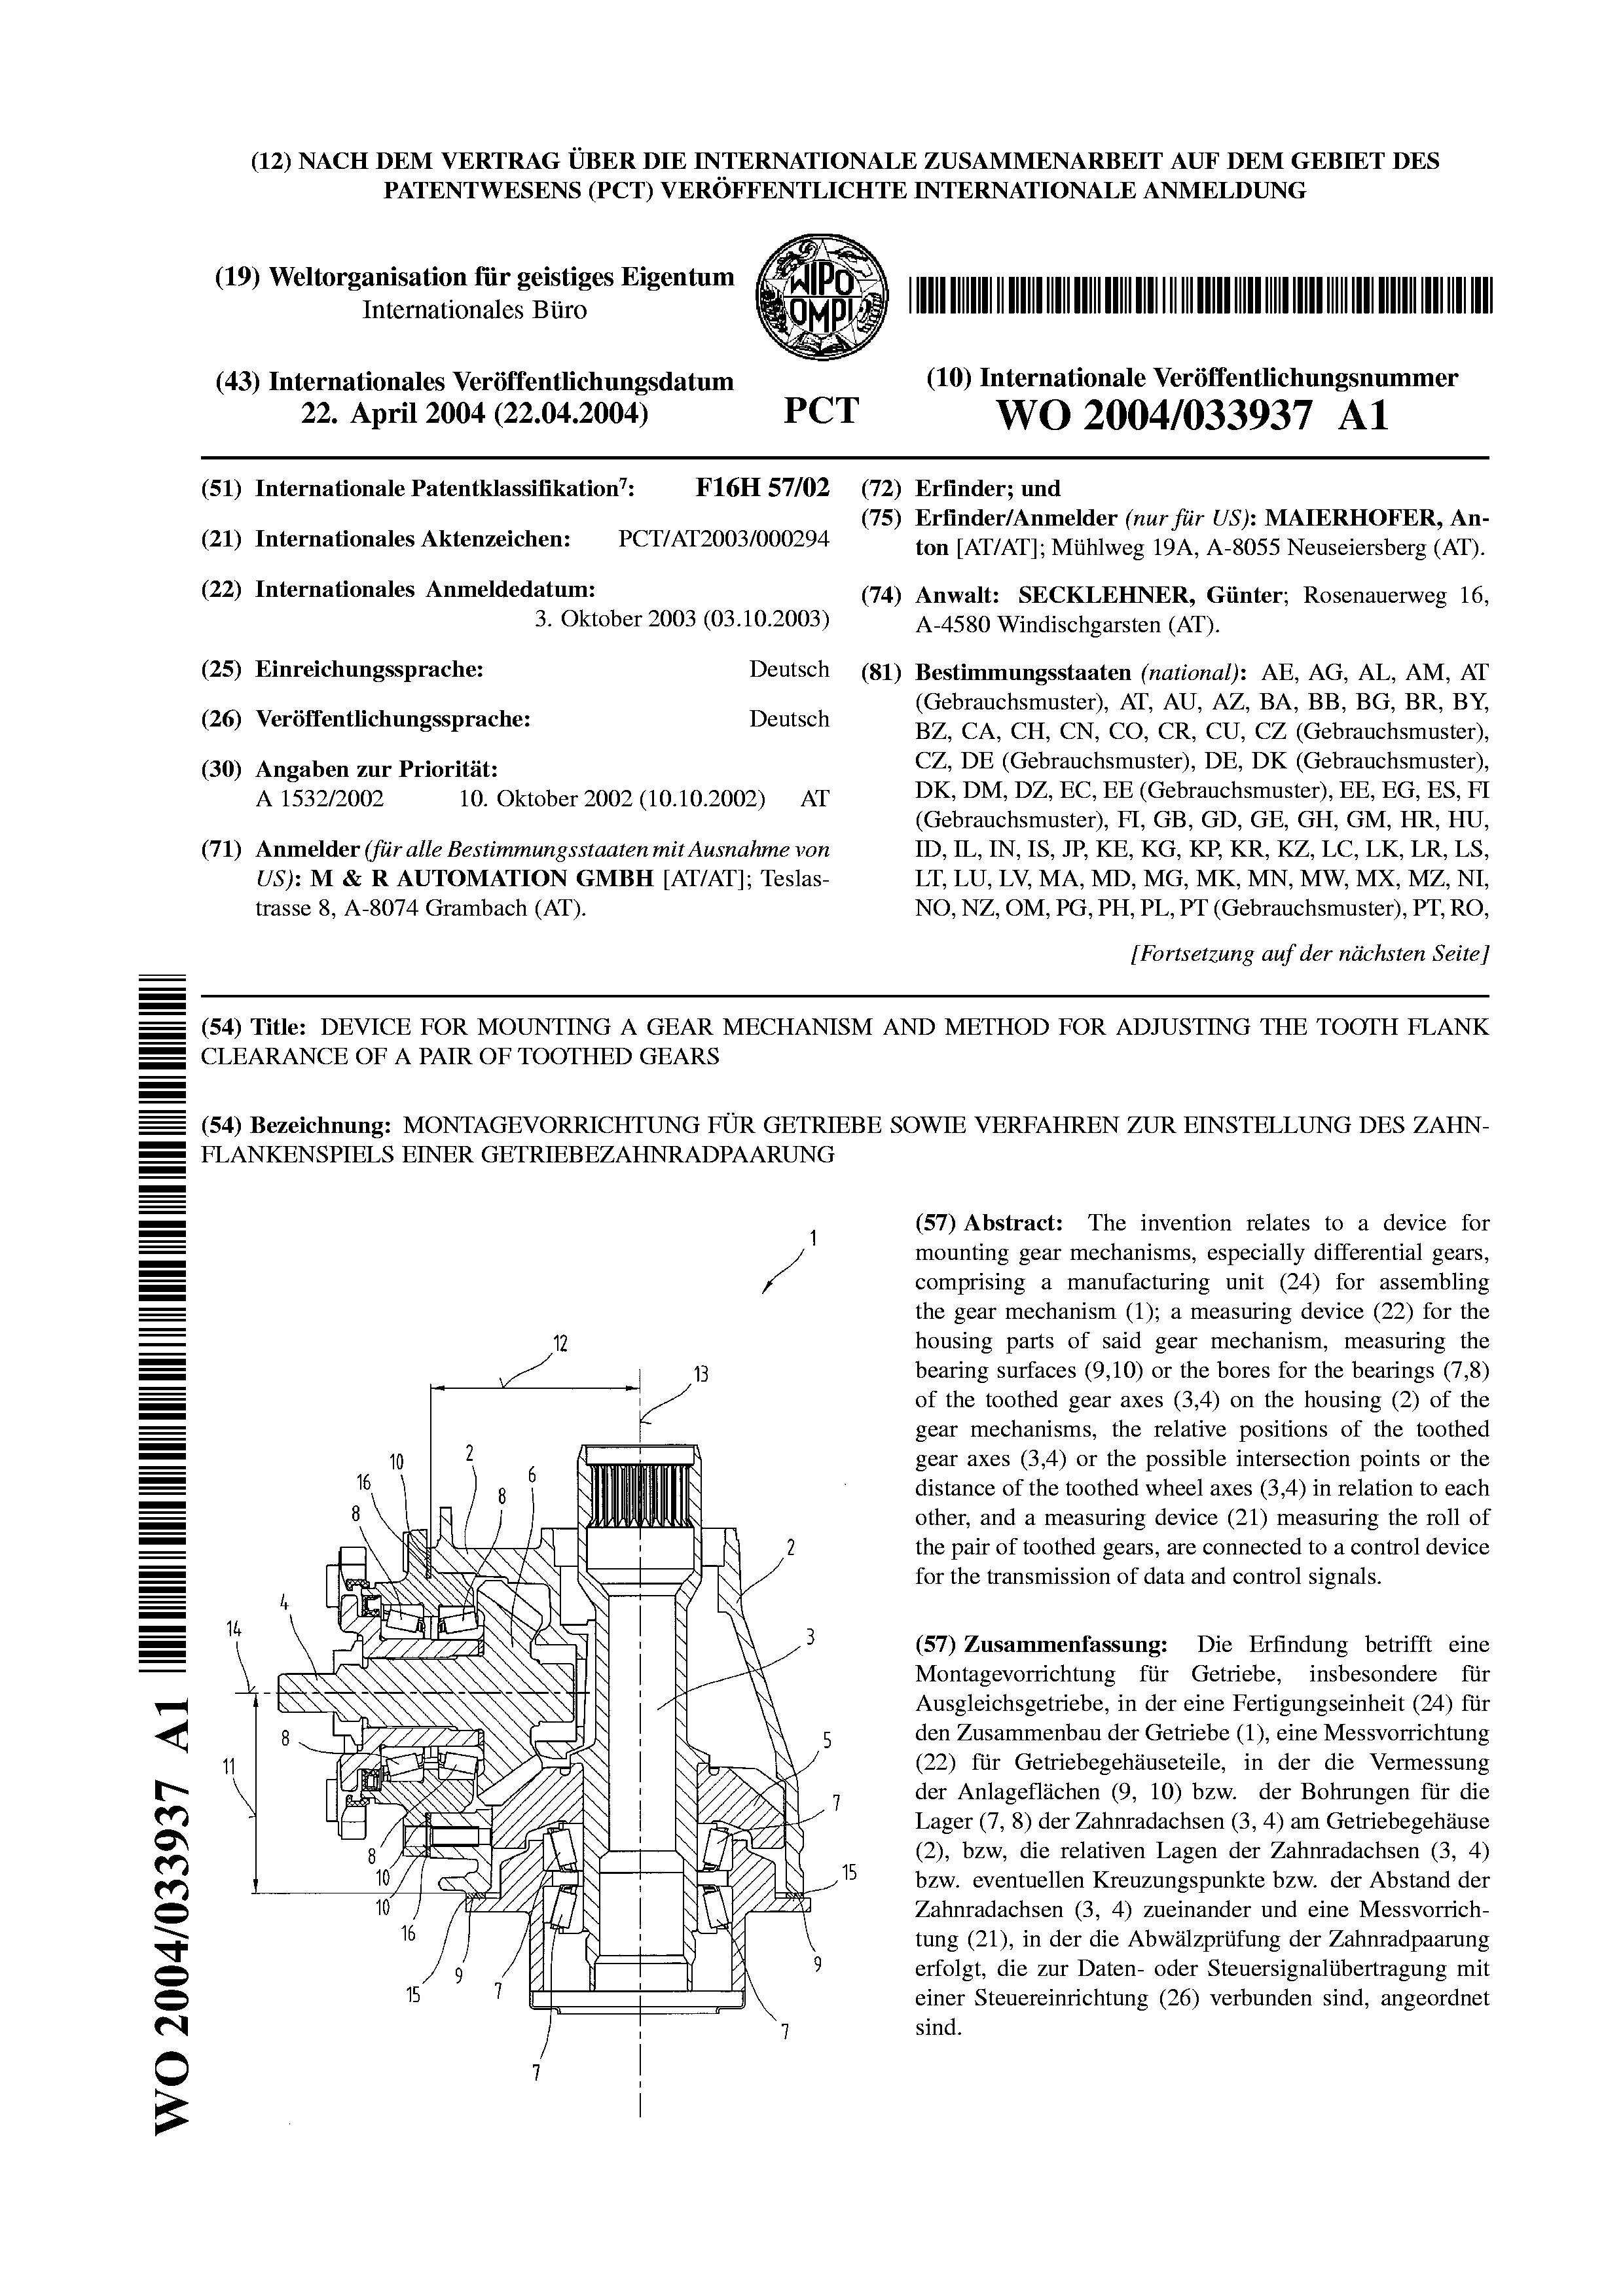 (12) NACH DEM VERTRAG ÜBER DIE INTERNATIONALE ZUSAMMENARBEIT AUF DEM GEBIET DES
PATENTWESENS (PCT) VERÖFFENTLICHTE INTERNATIONALE ANMELDUNG
(19) Weltorganisation für geistiges Eigentum
Internationales Büro
WIPO
OMPI
(43) Internationales Veröffentlichungsdatum
22. April 2004 (22.04.2004)
PCT
(10) Internationale Veröffentlichungsnummer
WO 2004/033937 A1
(51) Internationale Patentklassifikation7: F16H 57/02
(21) Internationales Aktenzeichen: PCT/AT2003/000294
(22) Internationales Anmeldedatum:
3. Oktober 2003 (03.10.2003)
(25) Einreichungssprache: Deutsch
(26) Veröffentlichungssprache: Deutsch
(30) Angaben zur Priorität:
A 1532/2002 10. Oktober 2002 (10.10.2002) AT
(71) Anmelder (für alle Bestimmungsstaaten mit Ausnahme von
US): M & R AUTOMATION GMBH [AT/AT]; Teslas-
trasse 8, A-8074 Grambach (AT).
(72) Erfinder; und
(75) Erfinder/Anmelder (nur für US): MAIERHOFER, An-
ton [AT/AT]; Mühlweg 19A, A-8055 Neuseiersberg (AT).
(74) Anwalt: SECKLEHNER, Günter; Rosenauerweg 16,
A-4580 Windischgarsten (AT).
(81) Bestimmungsstaaten (national): AE, AG, AL, AM, AT
(Gebrauchsmuster), AT, AU, AZ, BA, BB, BG, BR, BY,
BZ, CA, CH, CN, CO, CR, CU, CZ (Gebrauchsmuster),
CZ, DE (Gebrauchsmuster), DE, DK (Gebrauchsmuster),
DK, DM, DZ, EC, EE (Gebrauchsmuster), EE, EG, ES, FI
(Gebrauchsmuster), FI, GB, GD, GE, GH, GM, HR, HU,
ID, IL, IN, IS, JP, KE, KG, KP, KR, KZ, LC, LK, LR, LS,
LT, LU, LV, MA, MD, MG, MK, MN, MW, MX, MZ, NI,
NO, NZ, OM, PG, PH, PL, PT (Gebrauchsmuster), PT, RO,
[Fortsetzung auf der nächsten Seite]
(54) Title: DEVICE FOR MOUNTING A GEAR MECHANISM AND METHOD FOR ADJUSTING THE TOOTH FLANK
CLEARANCE OF A PAIR OF TOOTHED GEARS
(54) Bezeichnung: MONTAGEVORRICHTUNG FÜR GETRIEBE SOWIE VERFAHREN ZUR EINSTELLUNG DES ZAHN-
FLANKENSPIELS EINER GETRIEBEZAHNRADPAARUNG
1
12
13
10
2
6
16
8
8
2
4
14
3
8
5
11
7
8
10
15
10
16
9
9
15
7
7
7
(57) Abstract: The invention relates to a device for
mounting gear mechanisms, especially differential gears,
comprising a manufacturing unit (24) for assembling
the gear mechanism (1); a measuring device (22) for the
housing parts of said gear mechanism, measuring the
bearing surfaces (9,10) or the bores for the bearings (7,8)
of the toothed gear axes (3,4) on the housing (2) of the
gear mechanisms, the relative positions of the toothed
gear axes (3,4) or the possible intersection points or the
distance of the toothed wheel axes (3,4) in relation to each
other, and a measuring device (21) measuring the roll of
the pair of toothed gears, are connected to a control device
for the transmission of data and control signals.
(57) Zusammenfassung: Die Erfindung betrifft eine
Montagevorrichtung für Getriebe, insbesondere für
Ausgleichsgetriebe, in der eine Fertigungseinheit (24) für
den Zusammenbau der Getriebe (1), eine Messvorrichtung
(22) für Getriebegehäuseteile, in der die Vermessung
der Anlageflächen (9, 10) bzw. der Bohrungen für die
Lager (7, 8) der Zahnradachsen (3, 4) am Getriebegehäuse
(2), bzw, die relativen Lagen der Zahnradachsen (3, 4)
bzw. eventuellen Kreuzungspunkte bzw. der Abstand der
Zahnradachsen (3, 4) zueinander und eine Messvorrich-
tung (21), in der die Abwälzprüfung der Zahnradpaarung
erfolgt, die zur Daten- oder Steuersignalübertragung mit
einer Steuereinrichtung (26) verbunden sind, angeordnet
sind.
WO 2004/033937 A1